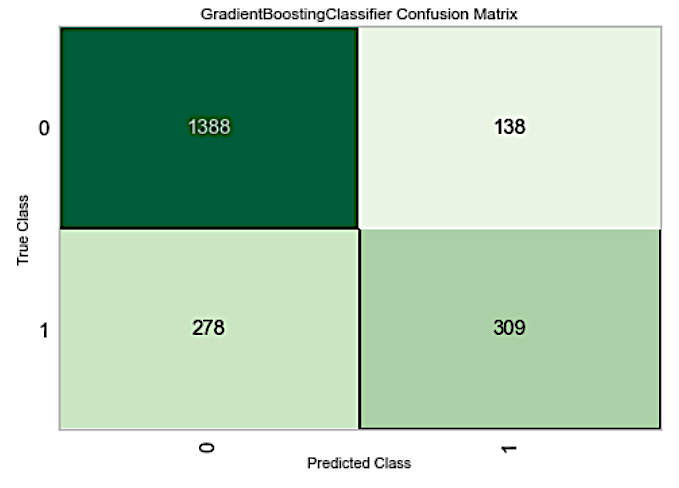 GradientBoostingClassifier Confusion Matrix
0
1388
138
True Class
1
278
309
0
1
Predicted Class